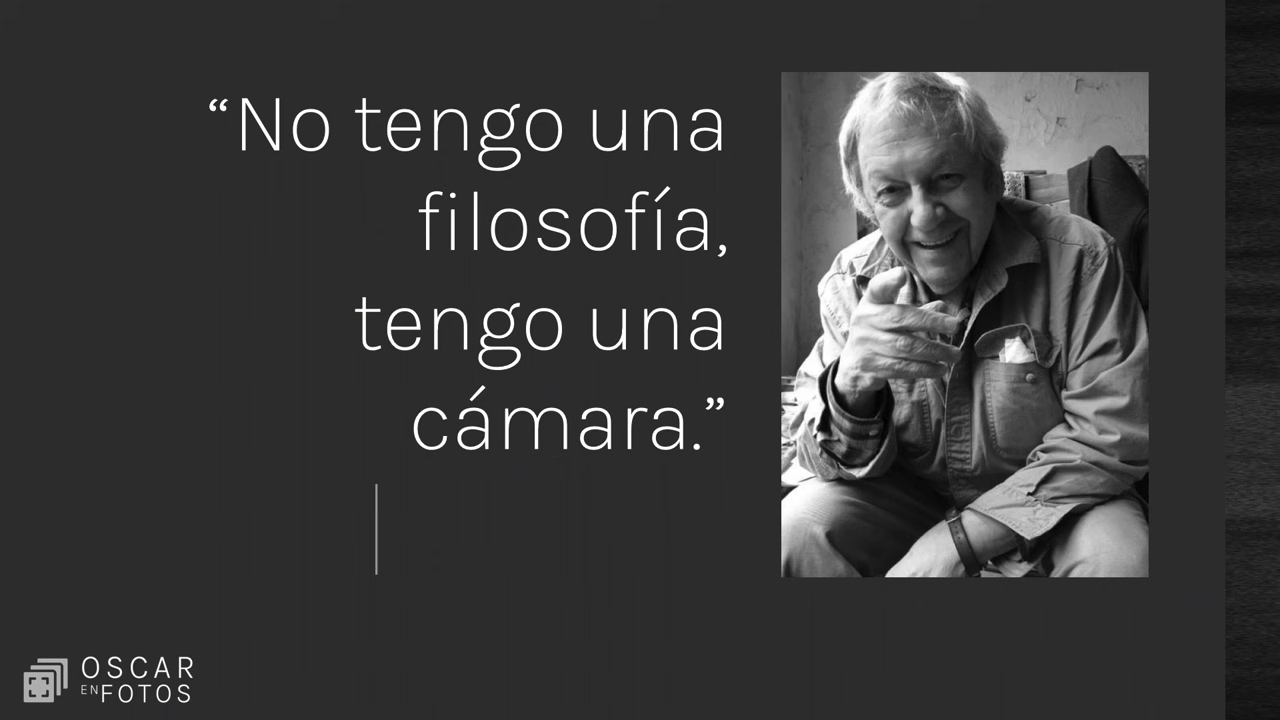 “No tengo una
filosofía,
tengo una
cámara.”
OSCAR
EN FOTOS